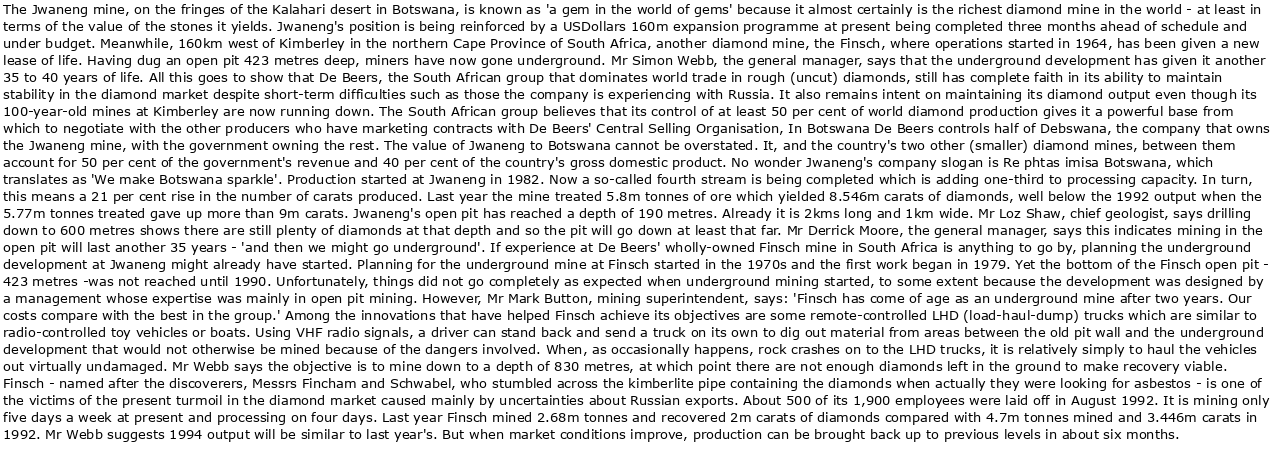 The Jwaneng mine, on the fringes of the Kalahari desert in Botswana, is known as 'a gem in the world of gems' because it almost certainly is the richest diamond mine in the world - at least in
terms of the value of the stones it yields. Jwaneng's position is being reinforced by a USDollars 160m expansion programme at present being completed three months ahead of schedule and
under budget. Meanwhile, 160km west of Kimberley in the northern Cape Province of South Africa, another diamond mine, the Finsch, where operations started in 1964, has been given a new
lease of life. Having dug an open pit 423 metres deep, miners have now gone underground. Mr Simon Webb, the general manager, says that the underground development has given it another
35 to 40 years of life. All this goes to show that De Beers, the South African group that dominates world trade in rough (uncut) diamonds, still has complete faith in its ability to maintain
stability in the diamond market despite short-term difficulties such as those the company is experiencing with Russia. It also remains intent on maintaining its diamond output even though its
100-year-old mines at Kimberley are now running down. The South African group believes that its control of at least 50 per cent of world diamond production gives it a powerful base from
which to negotiate with the other producers who have marketing contracts with De Beers' Central Selling Organisation, In Botswana De Beers controls half of Debswana, the company that owns
the Jwaneng mine, with the government owning the rest. The value of Jwaneng to Botswana cannot be overstated. It, and the country's two other (smaller) diamond mines, between them
account for 50 per cent of the government's revenue and 40 per cent of the country's gross domestic product. No wonder Jwaneng's company slogan is Re phtas imisa Botswana, which
translates as 'We make Botswana sparkle'. Production started at Jwaneng in 1982. Now a so-called fourth stream is being completed which is adding one-third to processing capacity. In turn,
this means a 21 per cent rise in the number of carats produced. Last year the mine treated 5.8m tonnes of ore which yielded 8.546m carats of diamonds, well below the 1992 output when the
5.77m tonnes treated gave up more than 9m carats. Jwaneng's open pit has reached a depth of 190 metres. Already it is 2kms long and 1km wide. Mr Loz Shaw, chief geologist, says drilling
down to 600 metres shows there are still plenty of diamonds at that depth and so the pit will go down at least that far. Mr Derrick Moore, the general manager, says this indicates mining in the
open pit will last another 35 years - 'and then we might go underground'. If experience at De Beers' wholly-owned Finsch mine in South Africa is anything to go by, planning the underground
development at Jwaneng might already have started. Planning for the underground mine at Finsch started in the 1970s and the first work began in 1979. Yet the bottom of the Finsch open pit -
423 metres -was not reached until 1990. Unfortunately, things did not go completely as expected when underground mining started, to some extent because the development was designed by
a management whose expertise was mainly in open pit mining. However, Mr Mark Button, mining superintendent, says: 'Finsch has come of age as an underground mine after two years. Our
costs compare with the best in the group.' Among the innovations that have helped Finsch achieve its objectives are some remote-controlled LHD (load-haul-dump) trucks which are similar to
radio-controlled toy vehicles or boats. Using VHF radio signals, a driver can stand back and send a truck on its own to dig out material from areas between the old pit wall and the underground
development that would not otherwise be mined because of the dangers involved. When, as occasionally happens, rock crashes on to the LHD trucks, it is relatively simply to haul the vehicles
out virtually undamaged. Mr Webb says the objective is to mine down to a depth of 830 metres, at which point there are not enough diamonds left in the ground to make recovery viable.
Finsch - named after the discoverers, Messrs Fincham and Schwabel, who stumbled across the kimberlite pipe containing the diamonds when actually they were looking for asbestos - is one of
the victims of the present turmoil in the diamond market caused mainly by uncertainties about Russian exports. About 500 of its 1,900 employees were laid off in August 1992. It is mining only
five days a week at present and processing on four days. Last year Finsch mined 2.68m tonnes and recovered 2m carats of diamonds compared with 4.7m tonnes mined and 3.446m carats in
1992. Mr Webb suggests 1994 output will be similar to last year's. But when market conditions improve, production can be brought back up to previous levels in about six months.